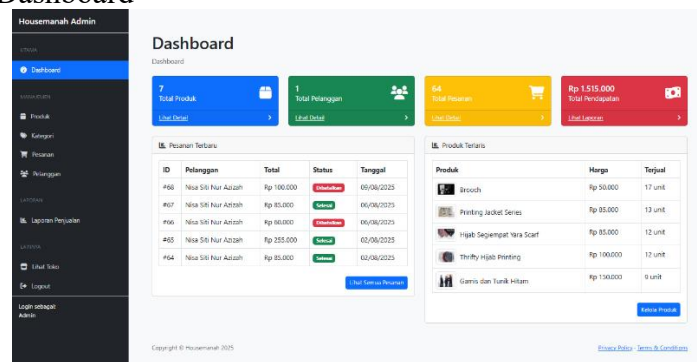 Dashboard
Housemanah Admin
UTAMA
Dashboard
Produk
Kategori
Pesanan
Pelanggan
LAPORAN
Laporan Penjualan
LAINNYA
Lihat Toko
Logout
Login sebagai:
Admin
Dashboard
Dashboard
7
Total Produk
Lihat Detail
1
Total Pelanggan
Lihat Detail
64
Total Pesanan
Lihat Detail
Rp 1.515.000
Total Pendapatan
Lihat Laporan
Pesanan Terbaru
ID Pelanggan Total Status Tanggal
#68 Nisa Siti Nur Azizah Rp 100.000 Dibatalkan 09/08/2025
#67 Nisa Siti Nur Azizah Rp 85.000 Selesai 06/08/2025
#66 Nisa Siti Nur Azizah Rp 60.000 Dibatalkan 06/08/2025
#65 Nisa Siti Nur Azizah Rp 255.000 Selesai 02/08/2025
#64 Nisa Siti Nur Azizah Rp 85.000 Selesai 02/08/2025
Lihat Semua Pesanan
Produk Terlaris
Produk Harga Terjual
Brooch Rp 50.000 17 unit
Printing Jacket Series Rp 85.000 13 unit
Hijab Segiempat Yara Scarf Rp 85.000 12 unit
Thrifty Hijab Printing Rp 100.000 12 unit
Gamis dan Tunik Hitam Rp 150.000 9 unit
Kelola Produk
Copyright © Housemanah 2025
Privacy Policy · Terms & Conditions